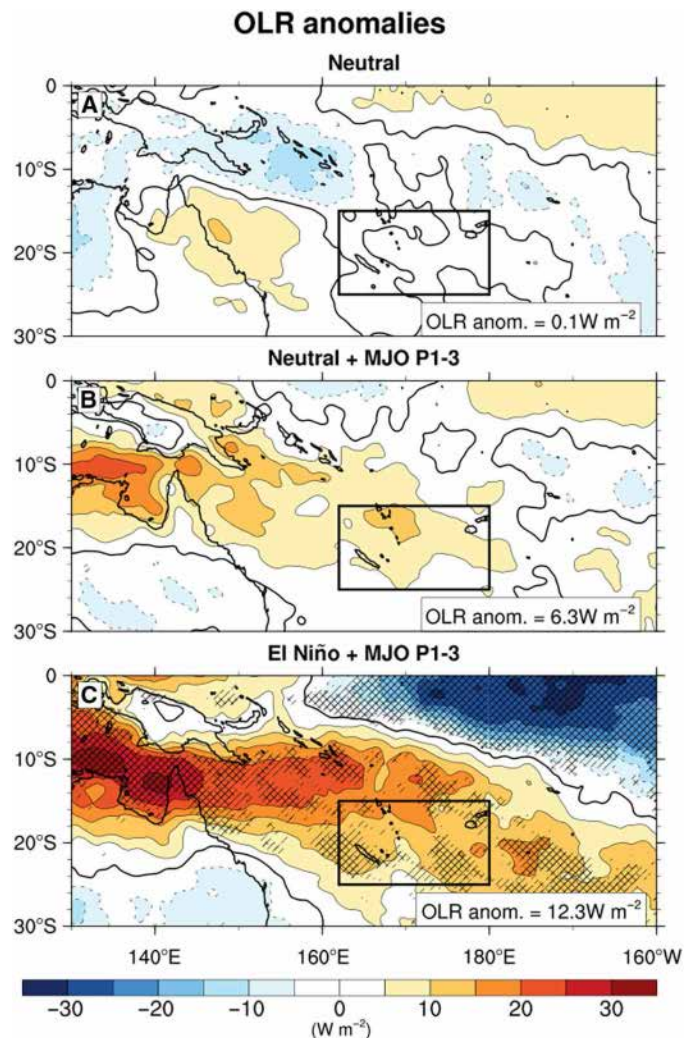 OLR anomalies
Neutral
A
0
10°S
20°S
30°S
OLR anom. = 0.1W m−2
Neutral + MJO P1-3
B
0
10°S
20°S
30°S
OLR anom. = 6.3W m−2
El Niño + MJO P1-3
C
0
10°S
20°S
30°S
OLR anom. = 12.3W m−2
140°E 160°E 180° 160°W
−30 −20 −10 0 10 20 30
(W m−2)